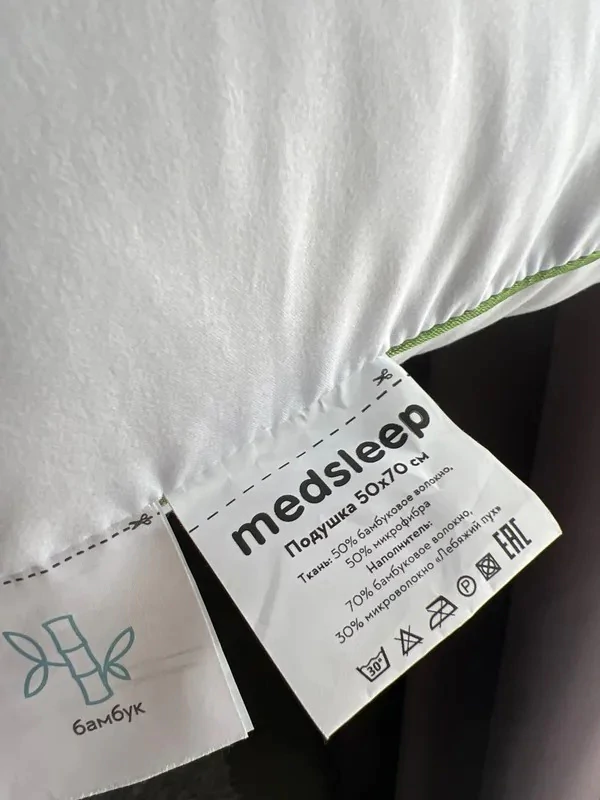 medsleep
Подушка 50x70 см
Ткань: 50% бамбуковое волокно,
50% микрофибра
Наполнитель:
70% бамбуковое волокно,
30% микроволокно «Лебяжий пух»
30°
P
EAC
бамбук